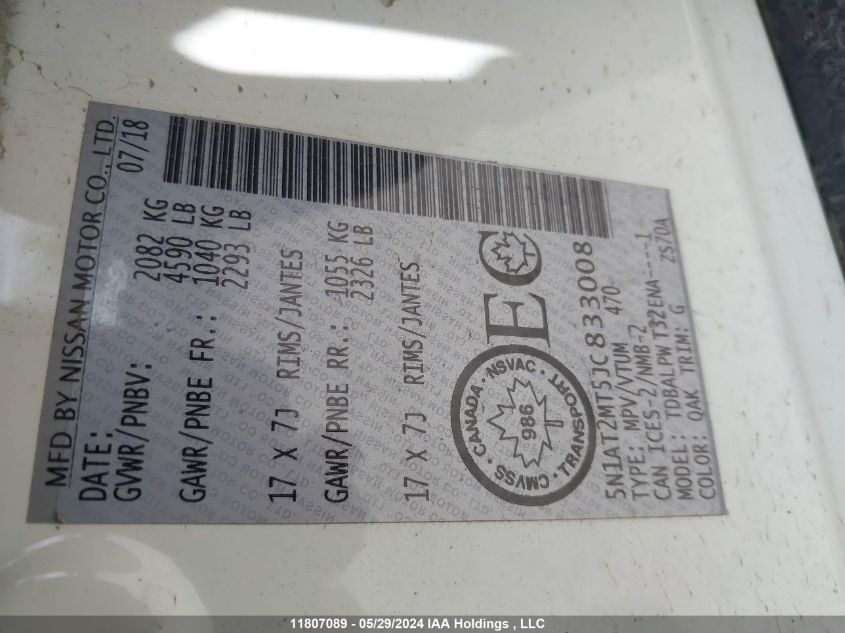 MFD BY NISSAN MOTOR CO., LTD.
DATE: 07/18
GVWR/PNBV: 2082 KG
4590 LB
GAWR/PNBE FR.: 1040 KG
2293 LB
17 X 7J RIMS/JANTES
GAWR/PNBE RR.: 1055 KG
2326 LB
17 X 7J RIMS/JANTES
CANADA · NSVAC · TRANSPORT · CMVSS ·
986
EC
5N1AT2MT5JC833008
TYPE: MPV/VTUM 470
CAN ICES-2/NMB-2
MODEL: TDBALPWT32ENA----1
COLOR: QAK TRIM: G ZS70A
11807089 - 05/29/2024 IAA Holdings , LLC